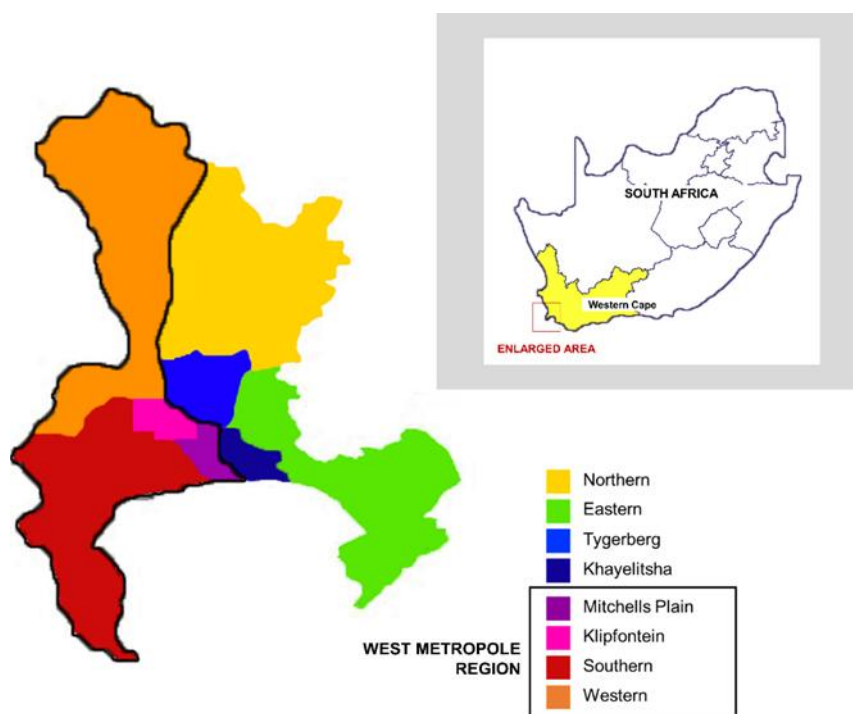 SOUTH AFRICA
Western Cape
ENLARGED AREA
Northern
Eastern
Tygerberg
Khayelitsha
WEST METROPOLE
REGION
Mitchells Plain
Klipfontein
Southern
Western